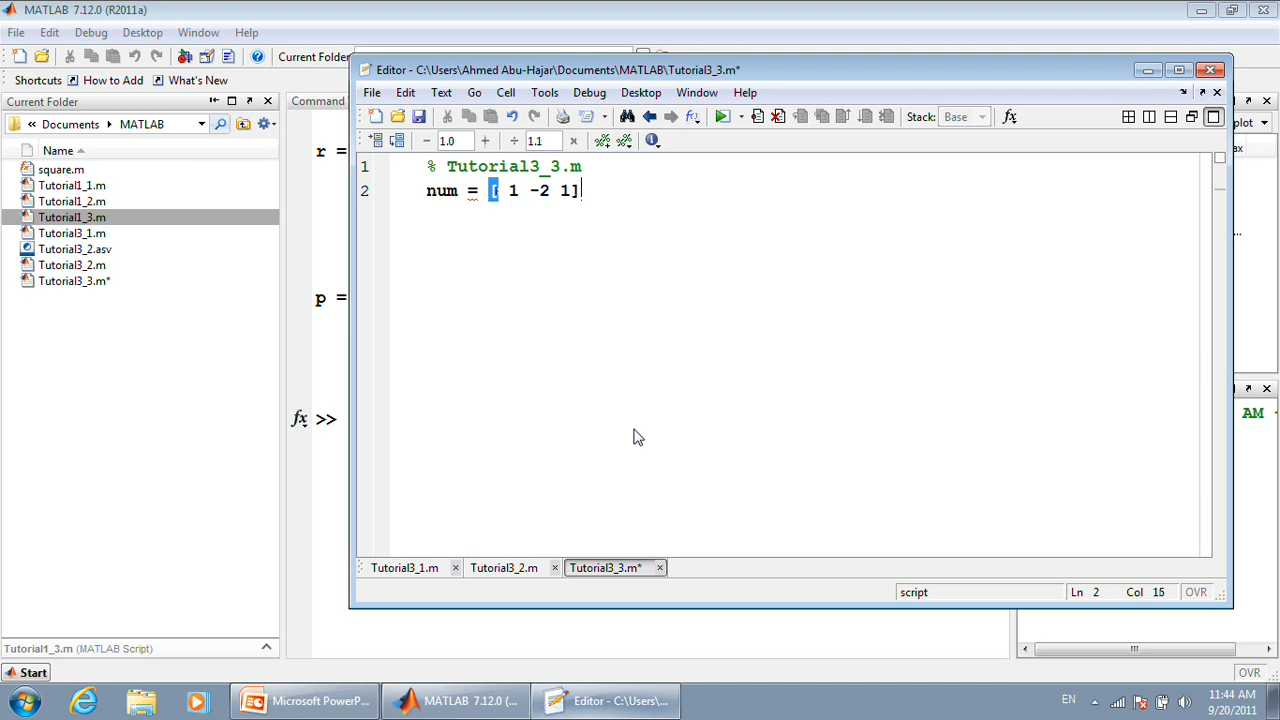 MATLAB 7.12.0 (R2011a)
File Edit Debug Desktop Window Help
Current Folder
Shortcuts How to Add What's New
Current Folder
« Documents MATLAB
Name
square.m
Tutorial1_1.m
Tutorial1_2.m
Tutorial1_3.m
Tutorial3_1.m
Tutorial3_2.asv
Tutorial3_2.m
Tutorial3_3.m*
Tutorial1_3.m (MATLAB Script)
Start
Command
r =
p =
fx >>
Editor - C:\Users\Ahmed Abu-Hajar\Documents\MATLAB\Tutorial3_3.m*
File Edit Text Go Cell Tools Debug Desktop Window Help
Stack: Base fx
− 1.0 + ÷ 1.1 ×
1 % Tutorial3_3.m
2 num = [ 1 -2 1]
Tutorial3_1.m × Tutorial3_2.m × Tutorial3_3.m* ×
script Ln 2 Col 15 OVR
plot
ax
...
AM
OVR
Microsoft PowerP... MATLAB 7.12.0 (... Editor - C:\Users\...
EN
11:44 AM
9/20/2011